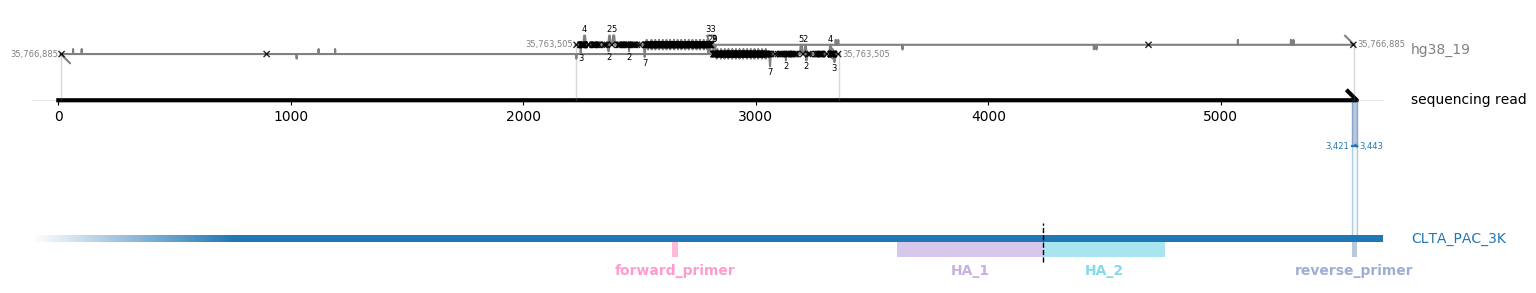 4 25 33
35,763,505 28 52 4 35,766,885
35,766,885 3 2 2 7 7 2 2 3 35,763,505 hg38_19
sequencing read
0 1000 2000 3000 4000 5000
3,421 3,443
CLTA_PAC_3K
forward_primer HA_1 HA_2 reverse_primer